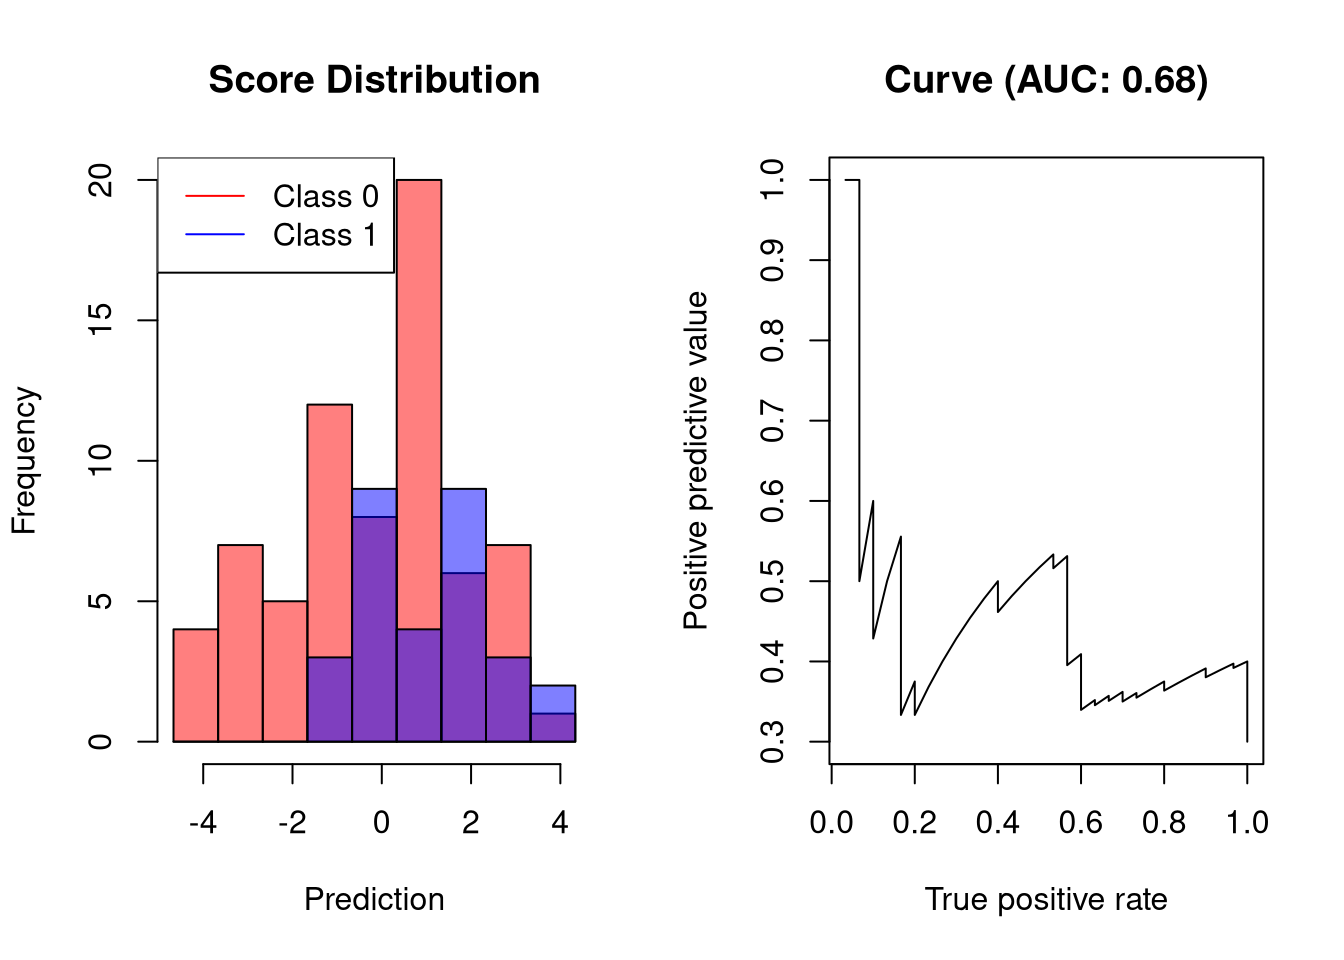 Score Distribution
Frequency
20
15
10
5
0
Class 0
Class 1
-4 -2 0 2 4
Prediction
Curve (AUC: 0.68)
Positive predictive value
1.0
0.9
0.8
0.7
0.6
0.5
0.4
0.3
0.0 0.2 0.4 0.6 0.8 1.0
True positive rate